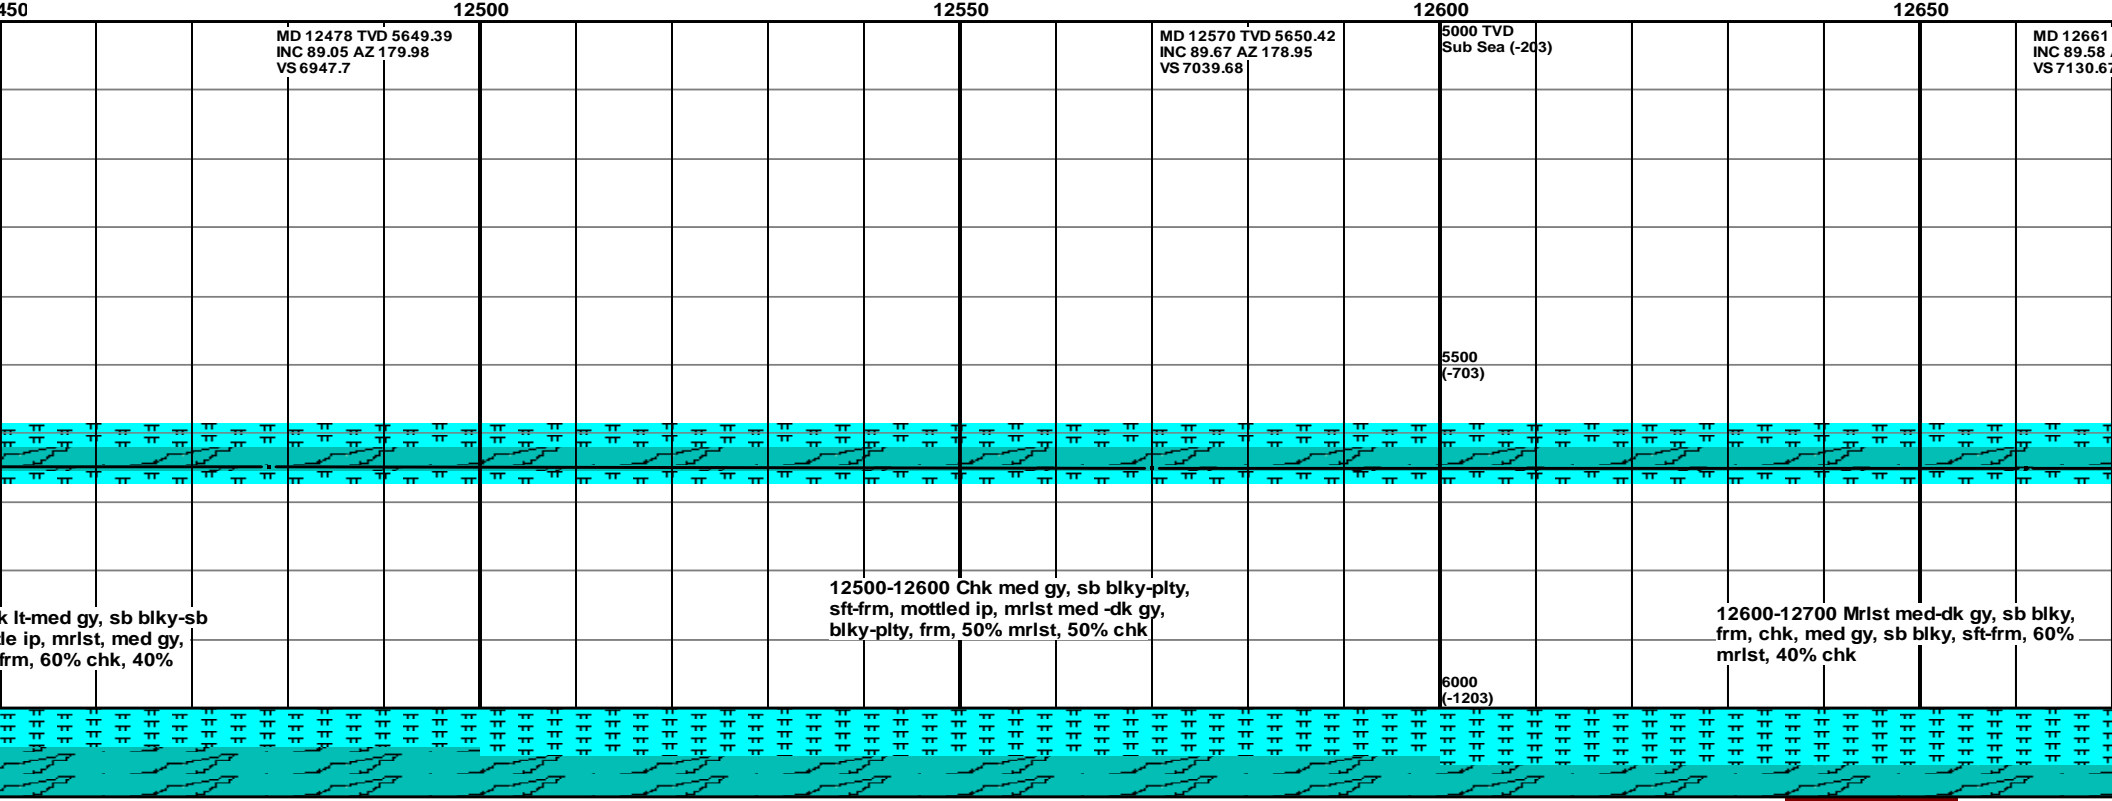 450
12500
12550
12600
12650
MD 12478 TVD 5649.39
INC 89.05 AZ 179.98
VS 6947.7
MD 12570 TVD 5650.42
INC 89.67 AZ 178.95
VS 7039.68
5000 TVD
Sub Sea (-203)
MD 12661
INC 89.58
VS 7130.67
5500
(-703)
k lt-med gy, sb blky-sb
tle ip, mrlst, med gy,
frm, 60% chk, 40%
12500-12600 Chk med gy, sb blky-plty,
sft-frm, mottled ip, mrlst med -dk gy,
blky-plty, frm, 50% mrlst, 50% chk
12600-12700 Mrlst med-dk gy, sb blky,
frm, chk, med gy, sb blky, sft-frm, 60%
mrlst, 40% chk
6000
(-1203)